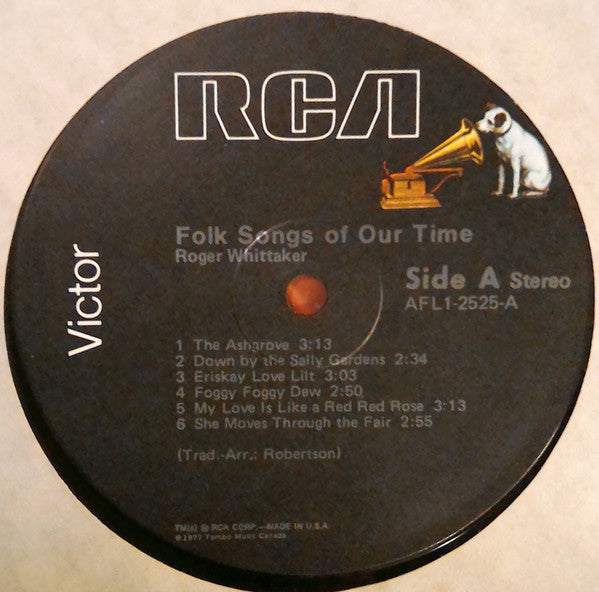 RCA
Victor
Folk Songs of Our Time
Roger Whittaker
Side A Stereo
AFL1-2525-A
1 The Ashgrove 3:13
2 Down by the Sally Gardens 2:34
3 Eriskay Love Lilt 3:03
4 Foggy Foggy Dew 2:50
5 My Love Is Like a Red Red Rose 3:13
6 She Moves Through the Fair 2:55
(Trad.-Arr.: Robertson)
TM(s) ® RCA CORP.—MADE IN U.S.A
℗1977 Tembo Music Canada